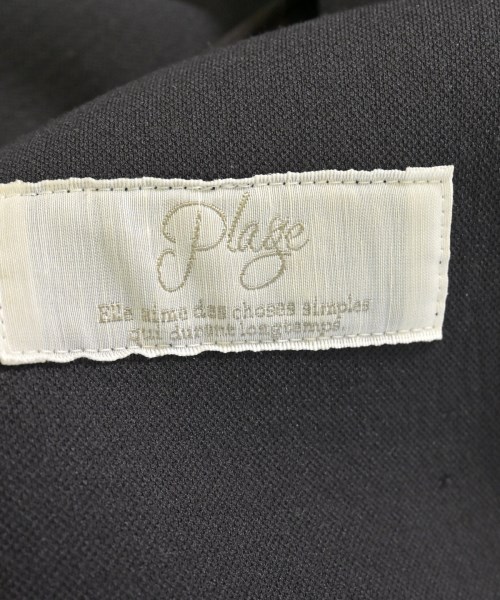 Plage
Elle aime des choses simples
qui durent longtemps.